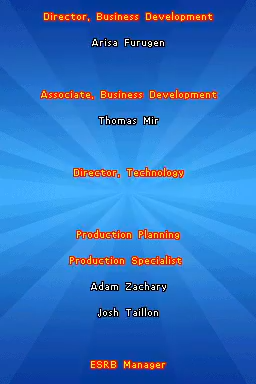 Director, Business Development
Arisa Furugen
Associate, Business Development
Thomas Mir
Director, Technology
Production Planning
Production Specialist
Adam Zachary
Josh Taillon
ESRB Manager